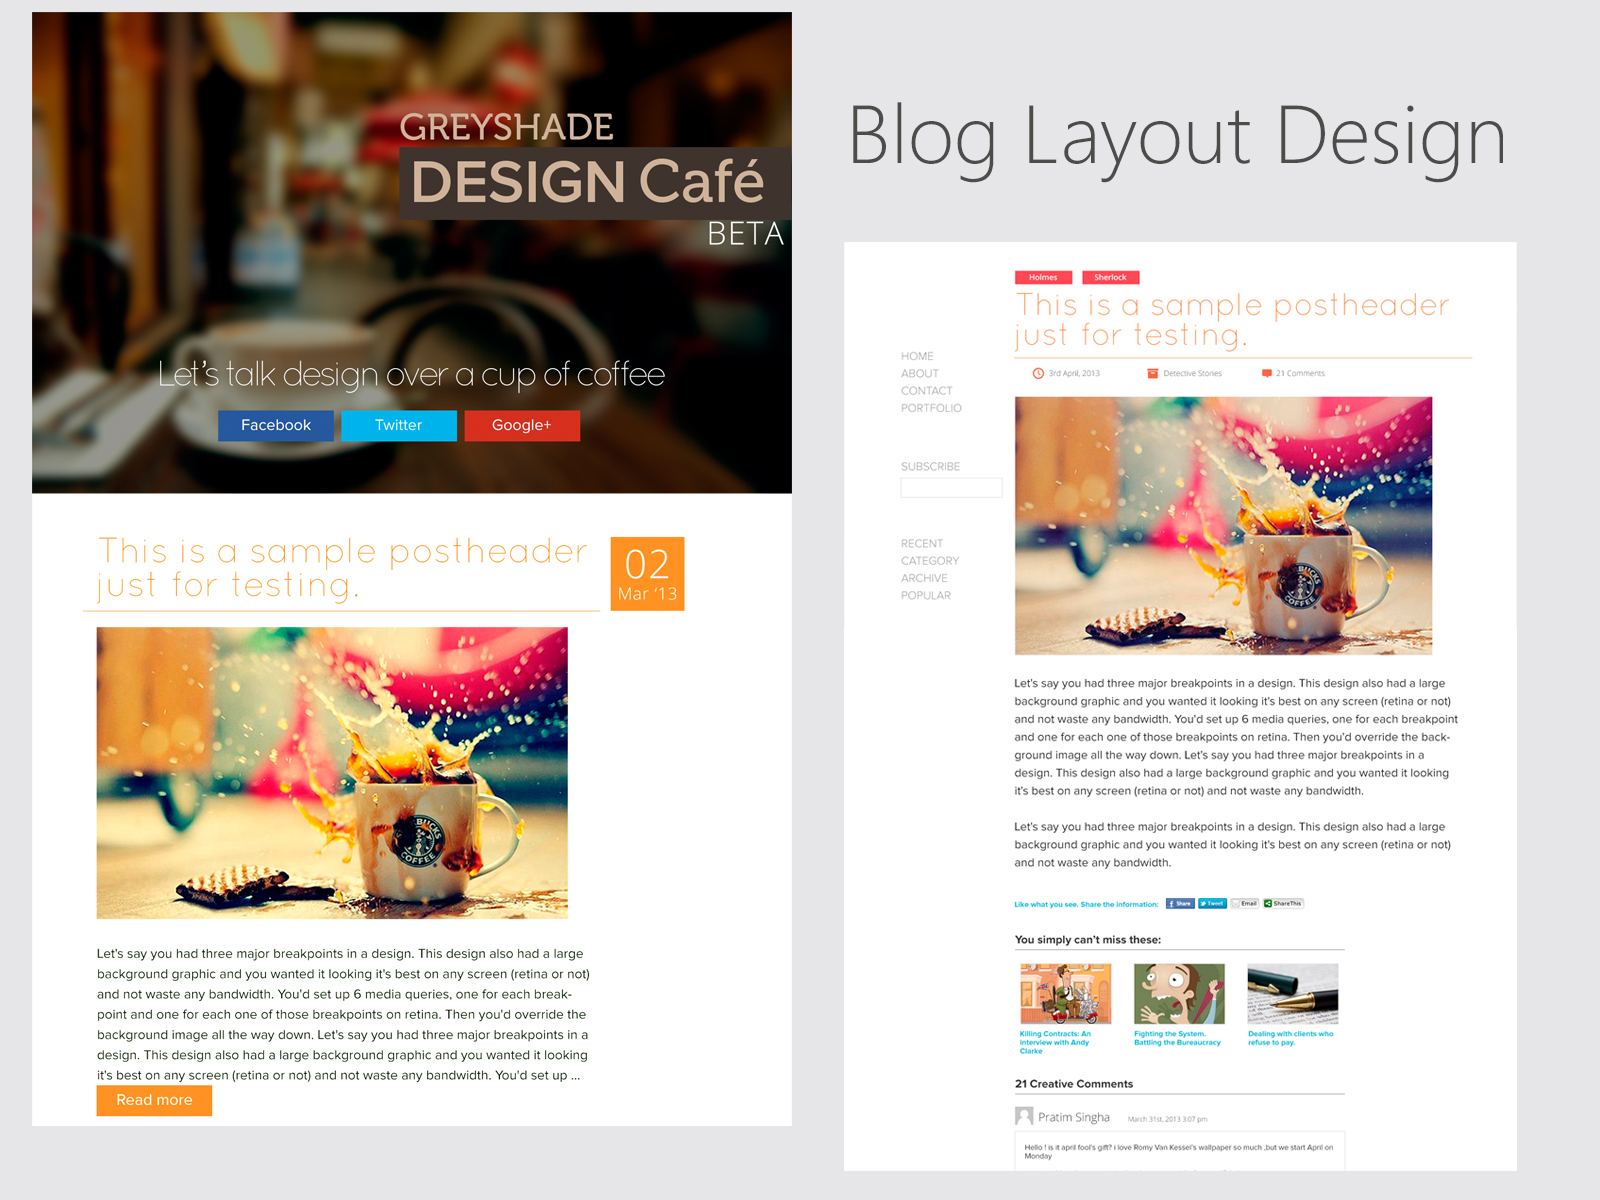 GREYSHADE
DESIGN Café
BETA
Let's talk design over a cup of coffee
Facebook
Twitter
Google+
This is a sample postheader
just for testing.
02
Mar '13
STARBUCKS
COFFEE
Let's say you had three major breakpoints in a design. This design also had a large
background graphic and you wanted it looking it's best on any screen (retina or not)
and not waste any bandwidth. You'd set up 6 media queries, one for each break-
point and one for each one of those breakpoints on retina. Then you'd override the
background image all the way down. Let's say you had three major breakpoints in a
design. This design also had a large background graphic and you wanted it looking
it's best on any screen (retina or not) and not waste any bandwidth. You'd set up ...
Read more
Blog Layout Design
Holmes
Sherlock
This is a sample postheader
just for testing.
3rd April, 2013
Detective Stories
21 Comments
HOME
ABOUT
CONTACT
PORTFOLIO
SUBSCRIBE
RECENT
CATEGORY
ARCHIVE
POPULAR
STARBUCKS
COFFEE
Let's say you had three major breakpoints in a design. This design also had a large
background graphic and you wanted it looking it's best on any screen (retina or not)
and not waste any bandwidth. You'd set up 6 media queries, one for each breakpoint
and one for each one of those breakpoints on retina. Then you'd override the back-
ground image all the way down. Let's say you had three major breakpoints in a
design. This design also had a large background graphic and you wanted it looking
it's best on any screen (retina or not) and not waste any bandwidth.
Let's say you had three major breakpoints in a design. This design also had a large
background graphic and you wanted it looking it's best on any screen (retina or not)
and not waste any bandwidth.
Like what you see. Share the information:
Share
Tweet
Email
ShareThis
You simply can't miss these:
Killing Contracts: An
interview with Andy
Clarke
Fighting the System.
Battling the Bureaucracy
Dealing with clients who
refuse to pay.
21 Creative Comments
Pratim Singha
March 31st, 2013 3:07 pm
Hello ! is it april fool's gift? i love Romy Van Kessel's wallpaper so much ,but we start April on
Monday